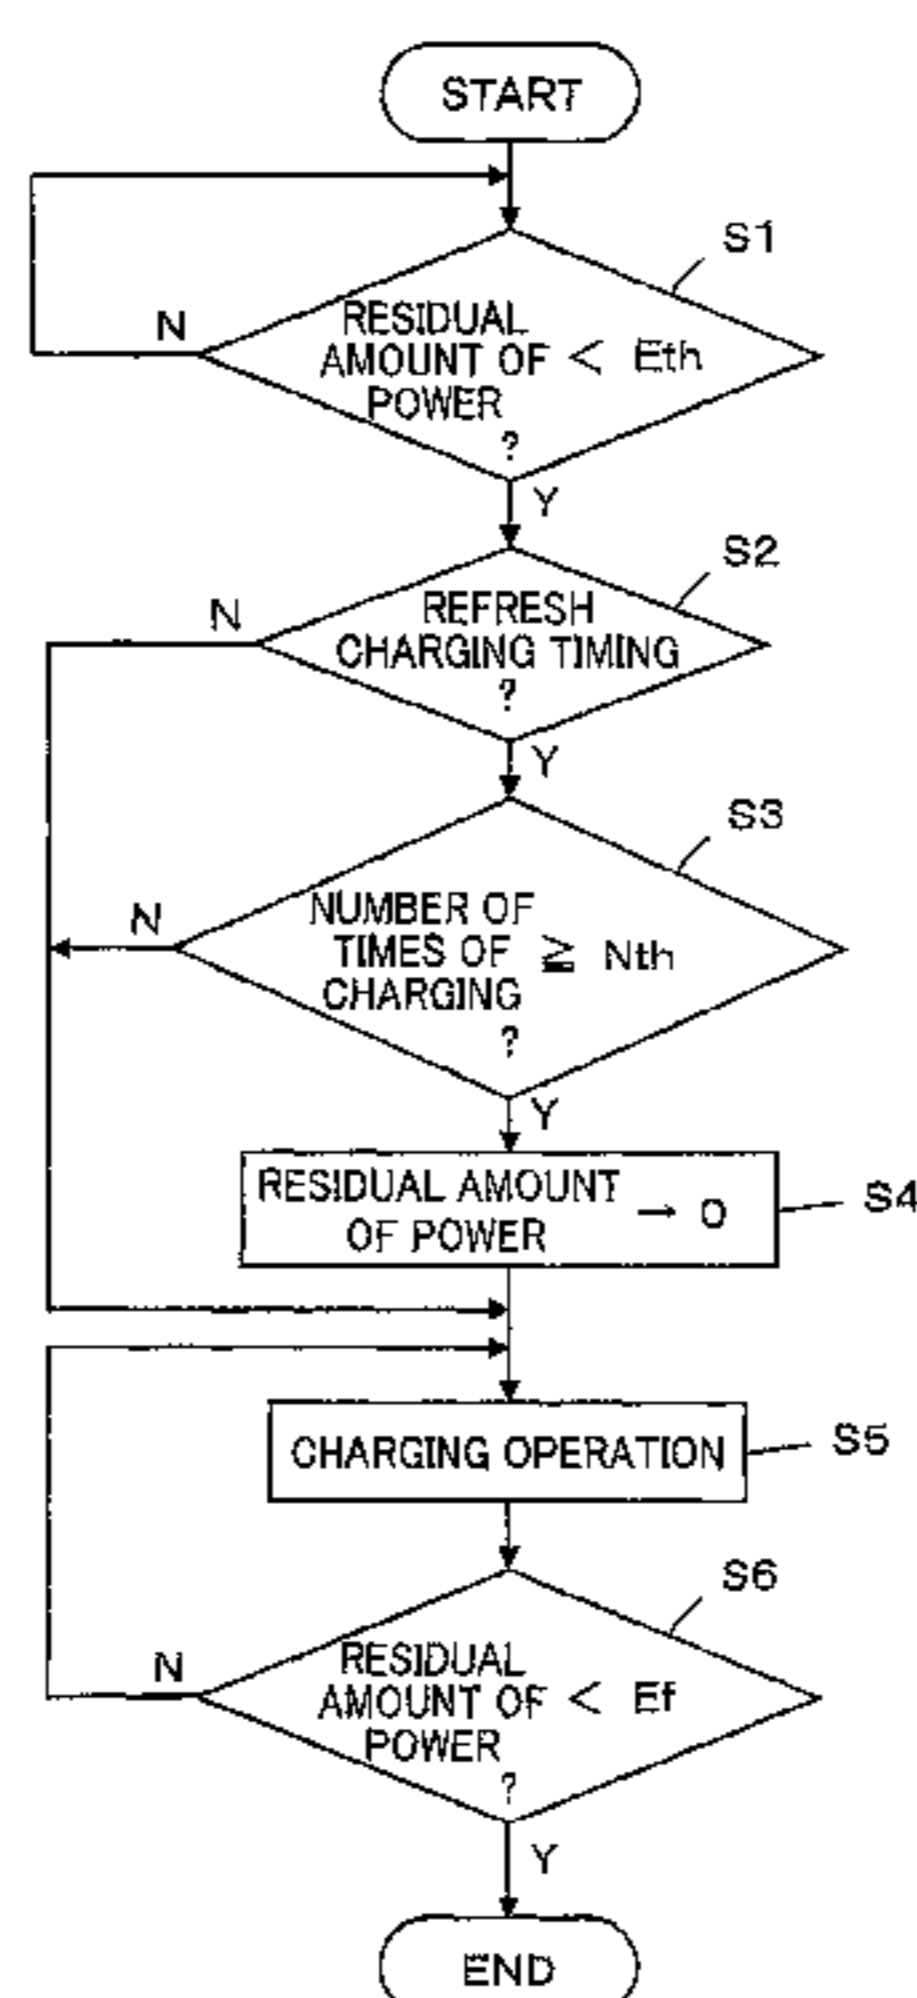 START
S1
N
RESIDUAL
AMOUNT OF < Eth
POWER
?
Y
S2
N
REFRESH
CHARGING TIMING
?
Y
S3
N
NUMBER OF
TIMES OF ≧ Nth
CHARGING
?
Y
S4
RESIDUAL AMOUNT
OF POWER → 0
S5
CHARGING OPERATION
S6
N
RESIDUAL
AMOUNT OF < Ef
POWER
?
Y
END